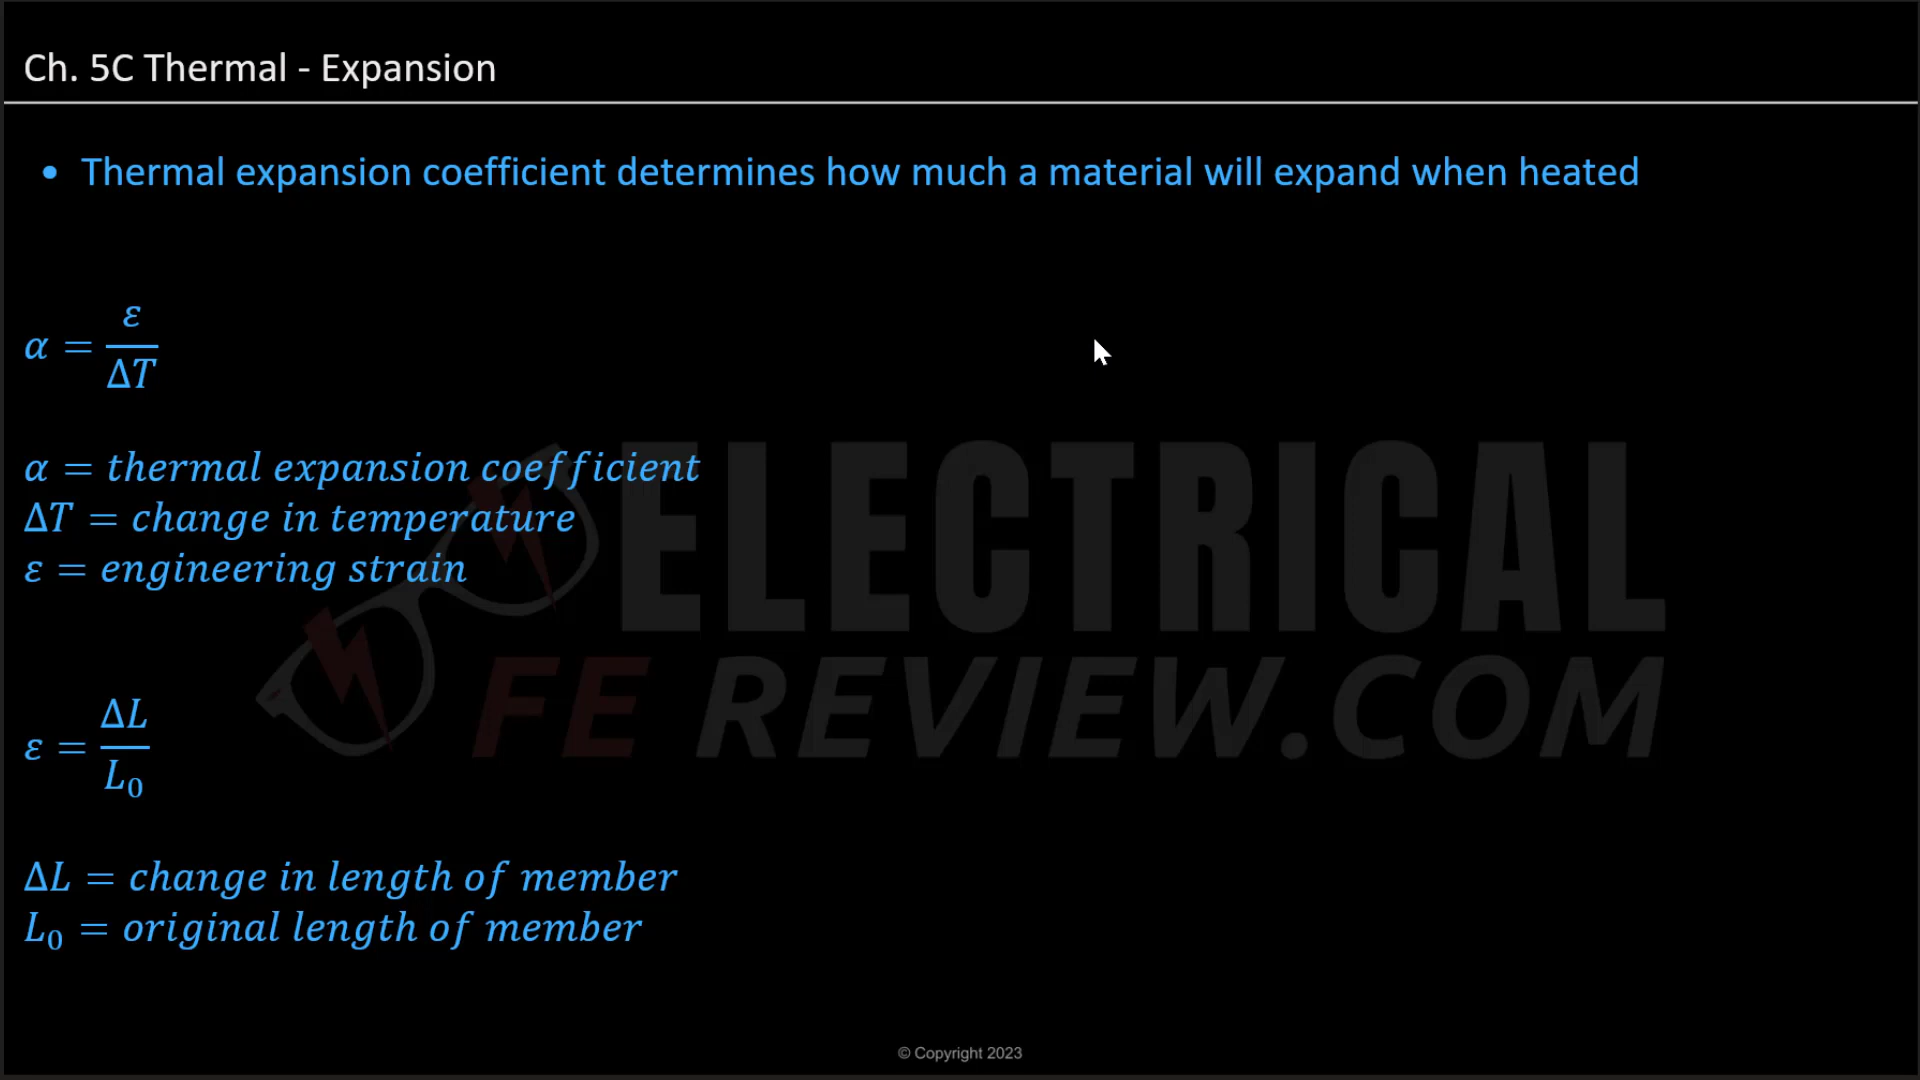 Ch. 5C Thermal - Expansion
• Thermal expansion coefficient determines how much a material will expand when heated
α = ε / ΔT
α = thermal expansion coefficient
ΔT = change in temperature
ε = engineering strain
ELECTRICAL
FE REVIEW.COM
ε = ΔL / L₀
ΔL = change in length of member
L₀ = original length of member
© Copyright 2023